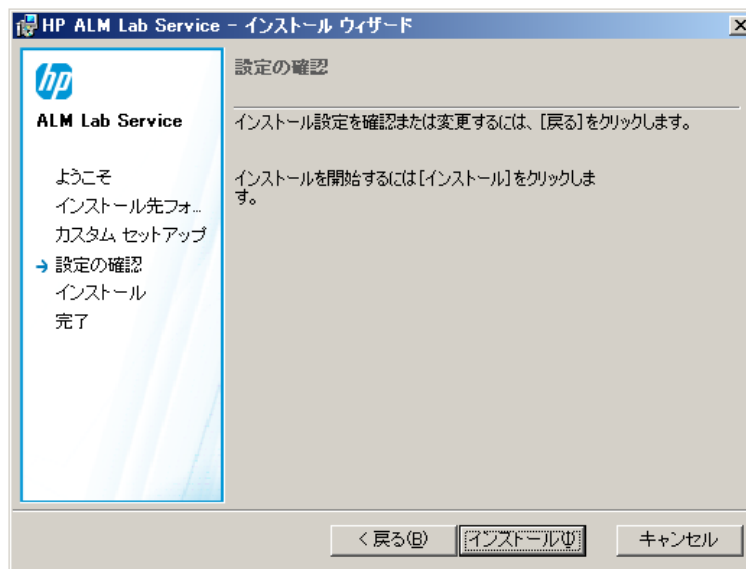 HP ALM Lab Service - インストール ウィザード
hp
ALM Lab Service
ようこそ
インストール先フォ...
カスタム セットアップ
設定の確認
インストール
完了
設定の確認
インストール設定を確認または変更するには、[戻る]をクリックします。
インストールを開始するには[インストール]をクリックしま
す。
< 戻る(B)
インストール(I)
キャンセル